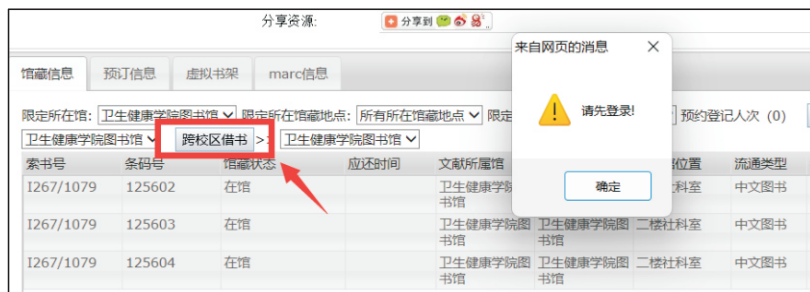 分享资源: 分享到
来自网页的消息
馆藏信息 预订信息 虚拟书架 marc信息
请先登录!
限定所在馆: 卫生健康学院图书馆 限定所在馆藏地点: 所有所在馆藏地点 限定 预约登记人次 (0)
卫生健康学院图书馆 跨校区借书 >> 卫生健康学院图书馆
索书号 条码号 馆藏状态 应还时间 文献所属馆 位置 流通类型
确定
I267/1079 125602 在馆 卫生健康学院图 社科室 中文图书
书馆 书馆
I267/1079 125603 在馆 卫生健康学院图 卫生健康学院图 二楼社科室 中文图书
书馆 书馆
I267/1079 125604 在馆 卫生健康学院图 卫生健康学院图 二楼社科室 中文图书
书馆 书馆